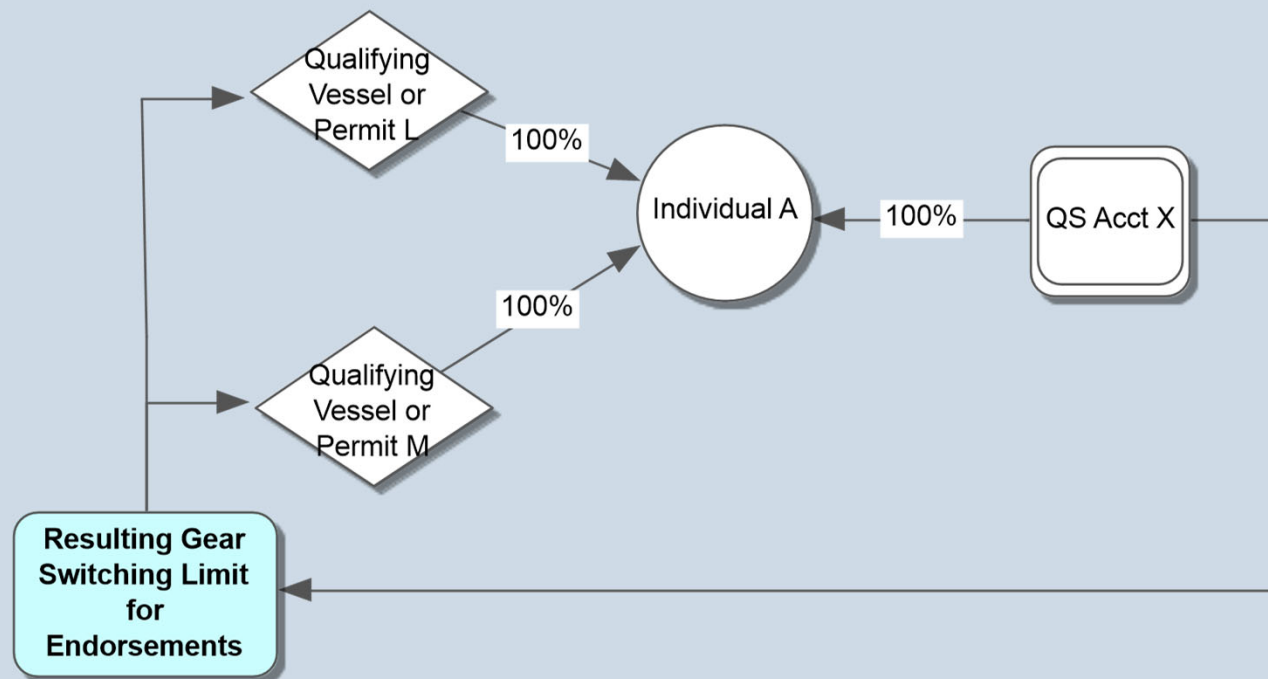 Qualifying
Vessel or
Permit L
100%
Individual A
100%
QS Acct X
100%
Qualifying
Vessel or
Permit M
Resulting Gear
Switching Limit
for
Endorsements